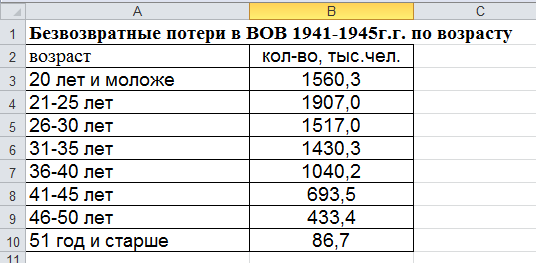 A B C
1 Безвозвратные потери в ВОВ 1941-1945г.г. по возрасту
2 возраст кол-во, тыс.чел.
3 20 лет и моложе 1560,3
4 21-25 лет 1907,0
5 26-30 лет 1517,0
6 31-35 лет 1430,3
7 36-40 лет 1040,2
8 41-45 лет 693,5
9 46-50 лет 433,4
10 51 год и старше 86,7
11